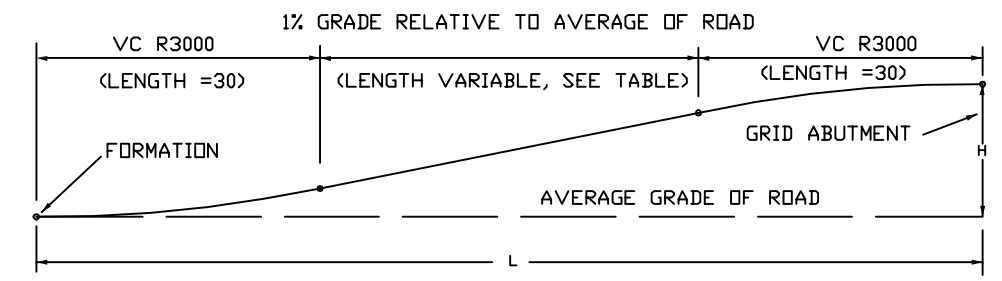 1% GRADE RELATIVE TO AVERAGE OF ROAD
VC R3000
(LENGTH =30)
(LENGTH VARIABLE, SEE TABLE)
VC R3000
(LENGTH =30)
FORMATION
GRID ABUTMENT
H
AVERAGE GRADE OF ROAD
L